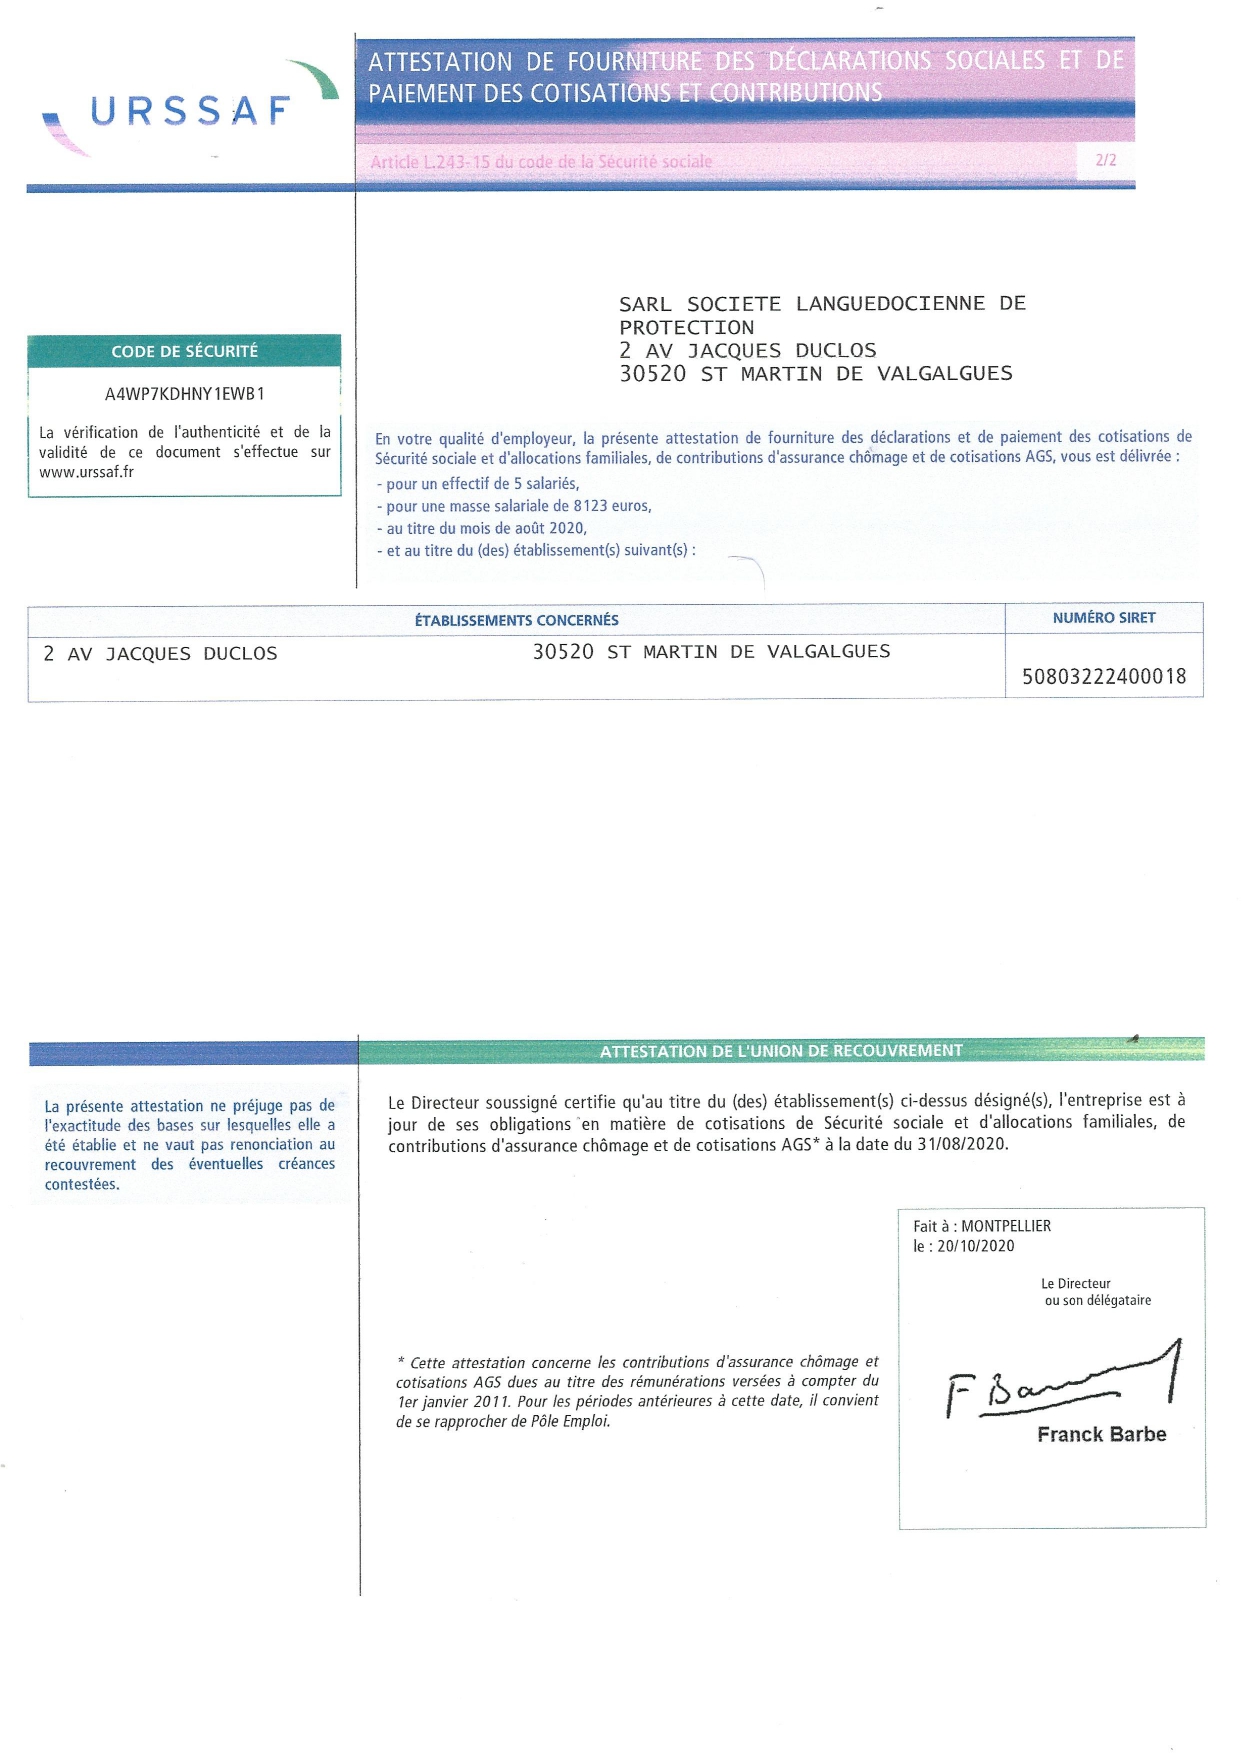 URSSAF
ATTESTATION DE FOURNITURE DES DÉCLARATIONS SOCIALES ET DE
PAIEMENT DES COTISATIONS ET CONTRIBUTIONS
Article L.243-15 du code de la Sécurité sociale
2/2
SARL SOCIETE LANGUEDOCIENNE DE
PROTECTION
2 AV JACQUES DUCLOS
30520 ST MARTIN DE VALGALGUES
CODE DE SÉCURITÉ
A4WP7KDHNY1EWB1
La vérification de l'authenticité et de la
validité de ce document s'effectue sur
www.urssaf.fr
En votre qualité d'employeur, la présente attestation de fourniture des déclarations et de paiement des cotisations de
Sécurité sociale et d'allocations familiales, de contributions d'assurance chômage et de cotisations AGS, vous est délivrée :
- pour un effectif de 5 salariés,
- pour une masse salariale de 8123 euros,
- au titre du mois de août 2020,
- et au titre du (des) établissement(s) suivant(s) :
ÉTABLISSEMENTS CONCERNÉS
NUMÉRO SIRET
2 AV JACQUES DUCLOS 30520 ST MARTIN DE VALGALGUES
50803222400018
ATTESTATION DE L'UNION DE RECOUVREMENT
La présente attestation ne préjuge pas de
l'exactitude des bases sur lesquelles elle a
été établie et ne vaut pas renonciation au
recouvrement des éventuelles créances
contestées.
Le Directeur soussigné certifie qu'au titre du (des) établissement(s) ci-dessus désigné(s), l'entreprise est à
jour de ses obligations en matière de cotisations de Sécurité sociale et d'allocations familiales, de
contributions d'assurance chômage et de cotisations AGS* à la date du 31/08/2020.
Fait à : MONTPELLIER
le : 20/10/2020
Le Directeur
ou son délégataire
* Cette attestation concerne les contributions d'assurance chômage et
cotisations AGS dues au titre des rémunérations versées à compter du
1er janvier 2011. Pour les périodes antérieures à cette date, il convient
de se rapprocher de Pôle Emploi.
Franck Barbe